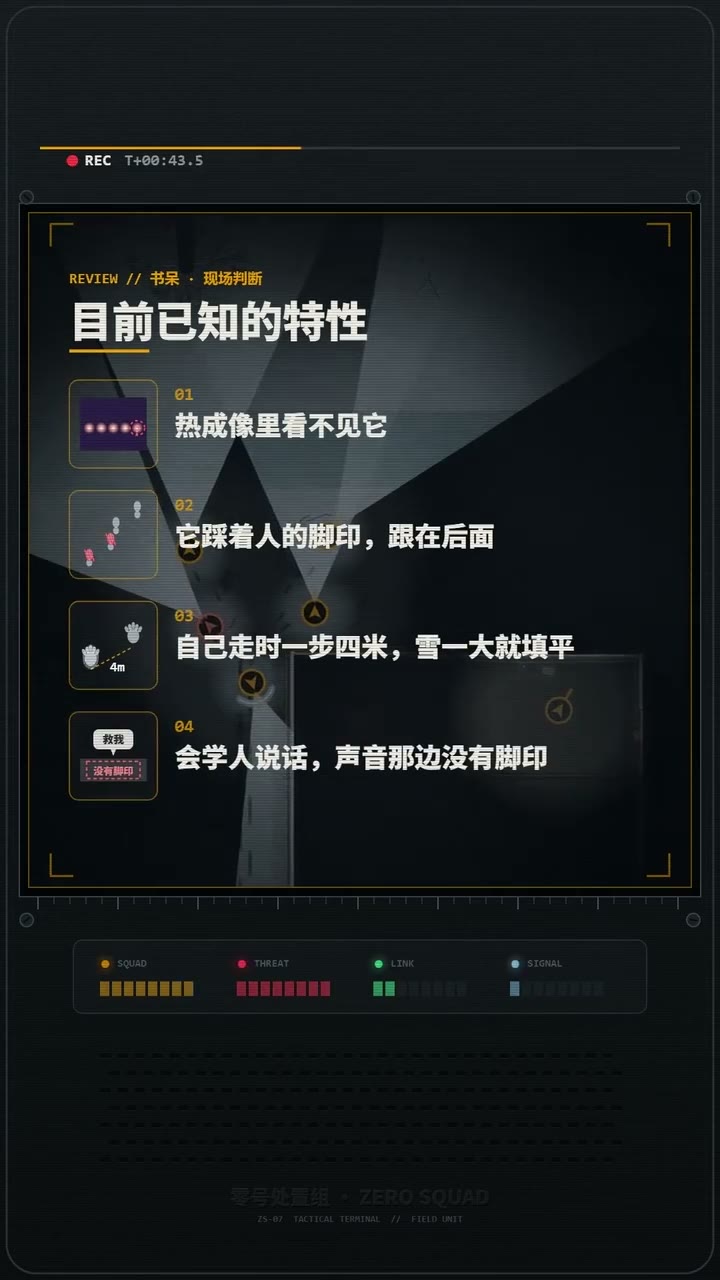 REC T+00:43.5
REVIEW // 书呆 · 现场判断
目前已知的特性
01
热成像里看不见它
02
它踩着人的脚印，跟在后面
03
自己走时一步四米，雪一大就填平
4m
04
会学人说话，声音那边没有脚印
救我
没有脚印
SQUAD THREAT LINK SIGNAL
零号处置组 · ZERO SQUAD
ZS-07 TACTICAL TERMINAL // FIELD UNIT